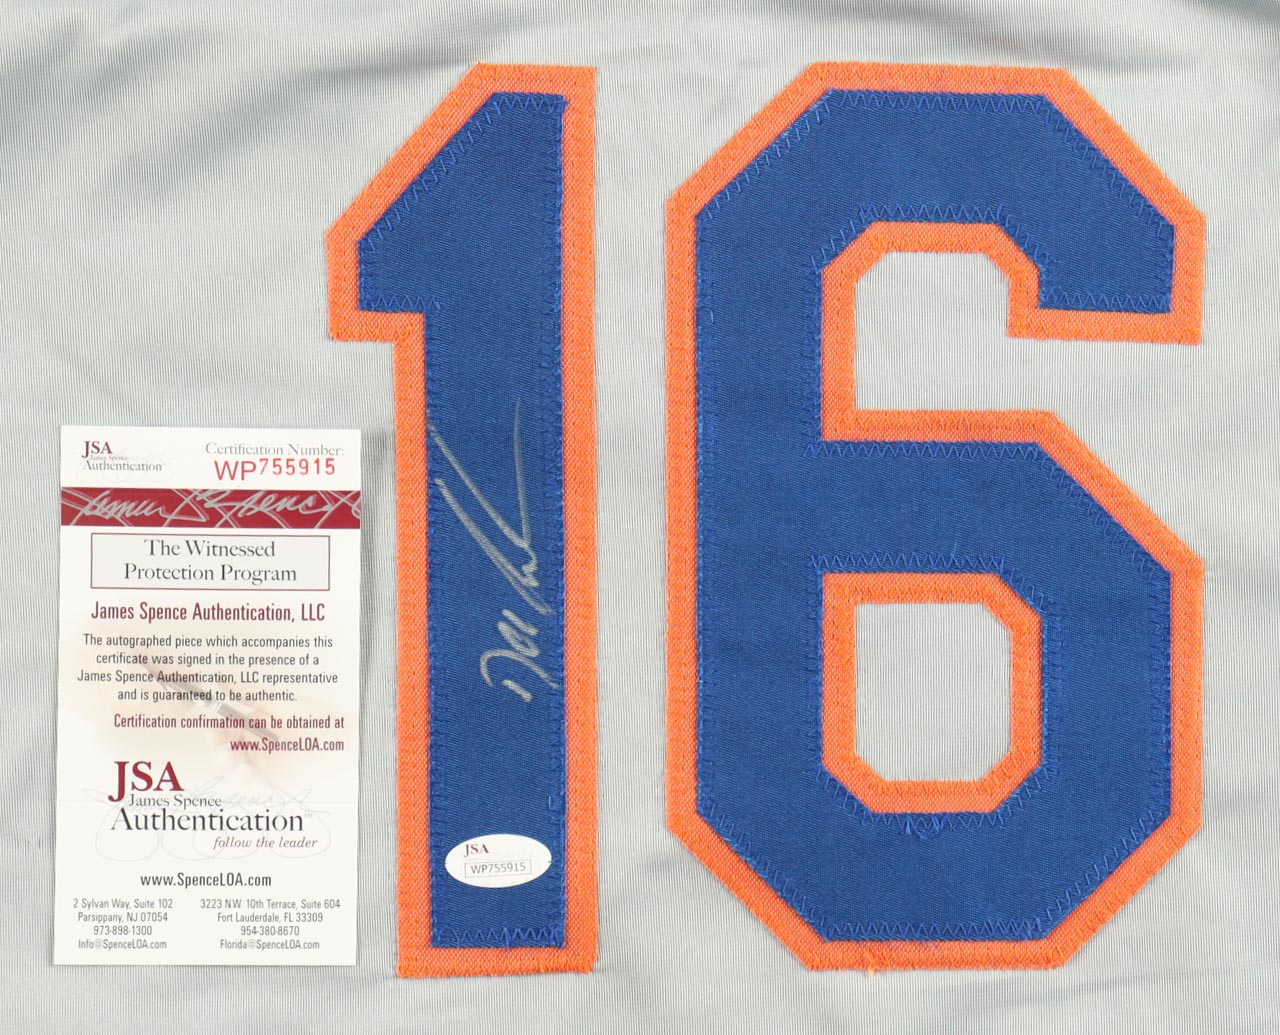 16
JSA
James Spence
Authentication
Certification Number:
WP755915
The Witnessed
Protection Program
James Spence Authentication, LLC
The autographed piece which accompanies this
certificate was signed in the presence of a
James Spence Authentication, LLC representative
and is guaranteed to be authentic.
Certification confirmation can be obtained at
www.SpenceLOA.com
JSA
James Spence
Authentication™
follow the leader
www.SpenceLOA.com
2 Sylvan Way, Suite 102
Parsippany, NJ 07054
973-898-1300
Info@SpenceLOA.com
3223 N.W. 10th Terrace, Suite 604
Fort Lauderdale, FL 33309
954-380-8670
Florida@SpenceLOA.com
JSA
WP755915